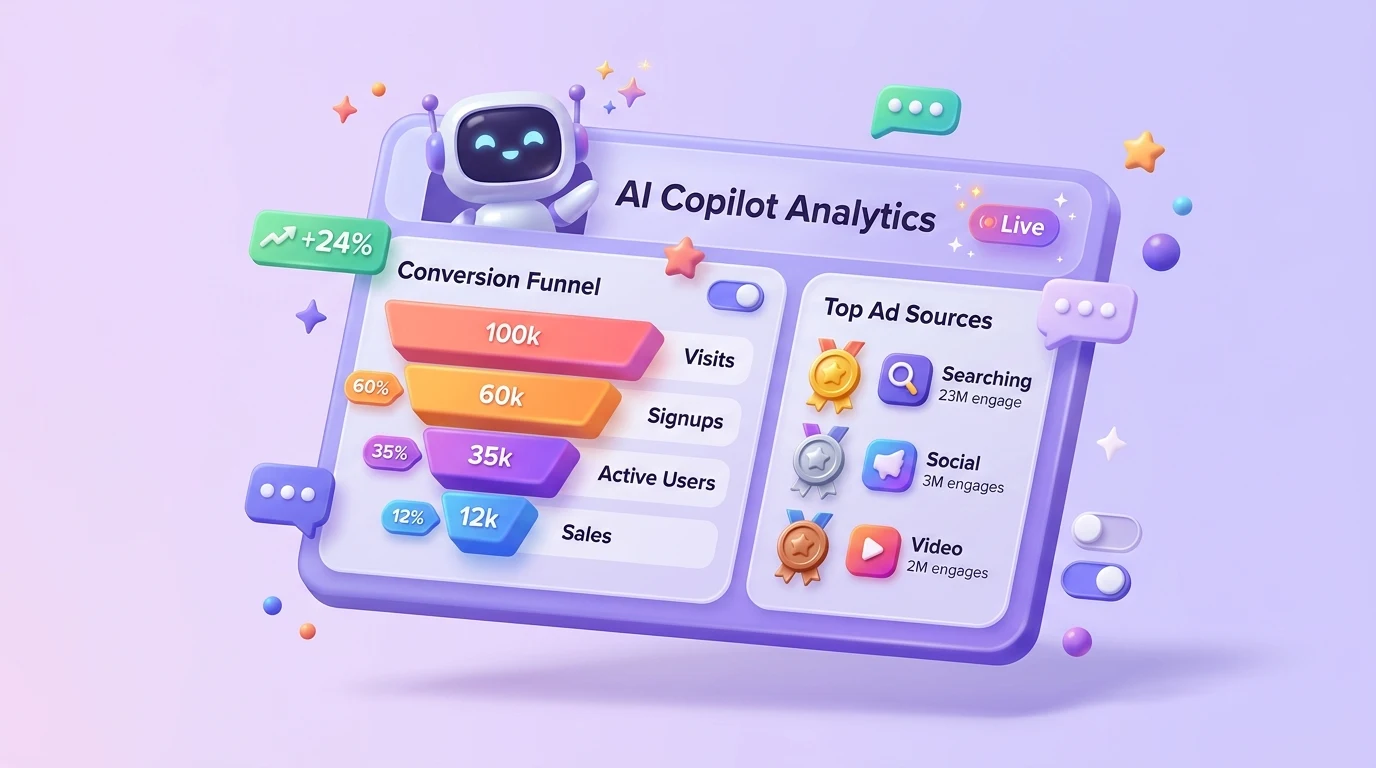 AI Copilot Analytics
Live
+24%
Conversion Funnel
100k
Visits
60%
60k
Signups
35%
35k
Active Users
12%
12k
Sales
Top Ad Sources
Searching
23M engage
Social
3M engages
Video
2M engages